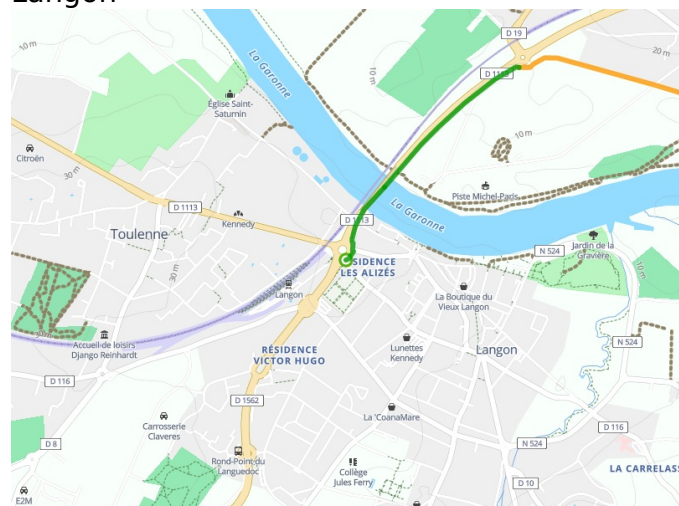 Langon
D 19
10 m
La Garonne
20 m
10 m
D 1113
Église Saint-
Saturnin
10 m
Citroën
30 m
Piste Michel-Paris
D 1113
Kennedy
D 1113
La Garonne
Toulenne
N 524
Jardin de la
Gravière
RÉSIDENCE
LES ALIZÉS
30 m
10 m
Langon
La Boutique du
Vieux Langon
Accueil de loisirs
Django Reinhardt
RÉSIDENCE
VICTOR HUGO
Lunettes
Kennedy
Langon
N 524
D 116
D 1562
Carrosserie
Claveres
La 'CoanaMare
D 116
D 8
N 524
Rond-Point du
Languedoc
Collège
Jules Ferry
LA CARRELASS
D 10
E2M